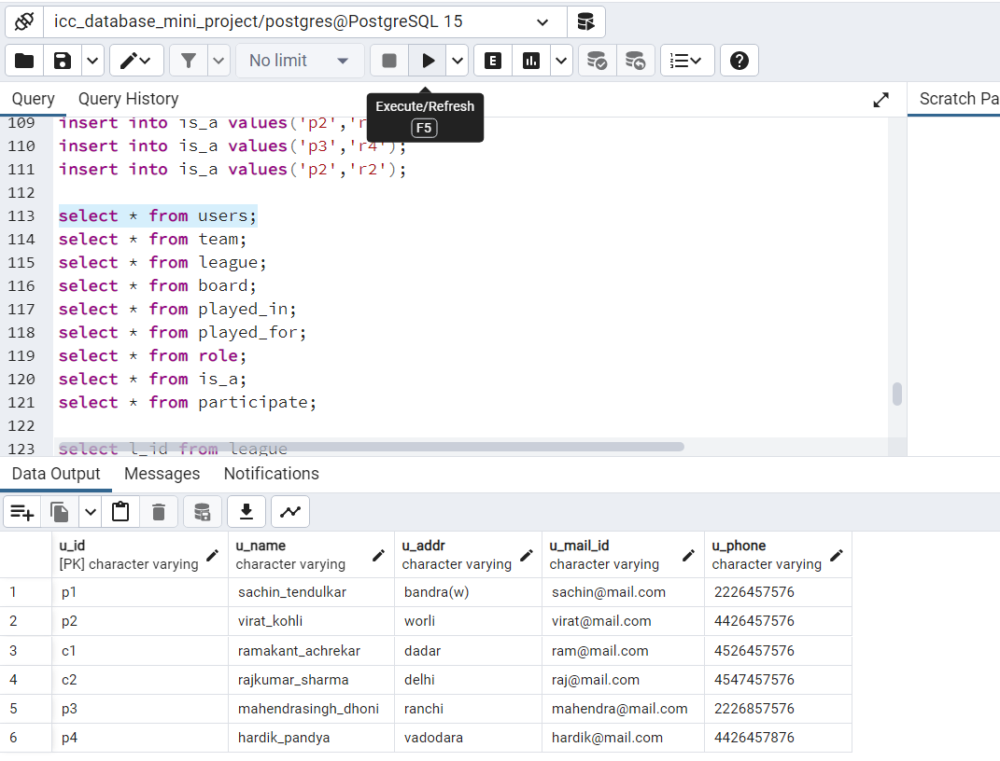 icc_database_mini_project/postgres@PostgreSQL 15
No limit
E
Query Query History
Scratch Pa
Execute/Refresh
F5
109 insert into is_a values('p2','r
110 insert into is_a values('p3','r4');
111 insert into is_a values('p2','r2');
112
113 select * from users;
114 select * from team;
115 select * from league;
116 select * from board;
117 select * from played_in;
118 select * from played_for;
119 select * from role;
120 select * from is_a;
121 select * from participate;
122
123 select l_id from league
Data Output Messages Notifications
u_id u_name u_addr u_mail_id u_phone
[PK] character varying character varying character varying character varying character varying
1 p1 sachin_tendulkar bandra(w) sachin@mail.com 2226457576
2 p2 virat_kohli worli virat@mail.com 4426457576
3 c1 ramakant_achrekar dadar ram@mail.com 4526457576
4 c2 rajkumar_sharma delhi raj@mail.com 4547457576
5 p3 mahendrasingh_dhoni ranchi mahendra@mail.com 2226857576
6 p4 hardik_pandya vadodara hardik@mail.com 4426457876